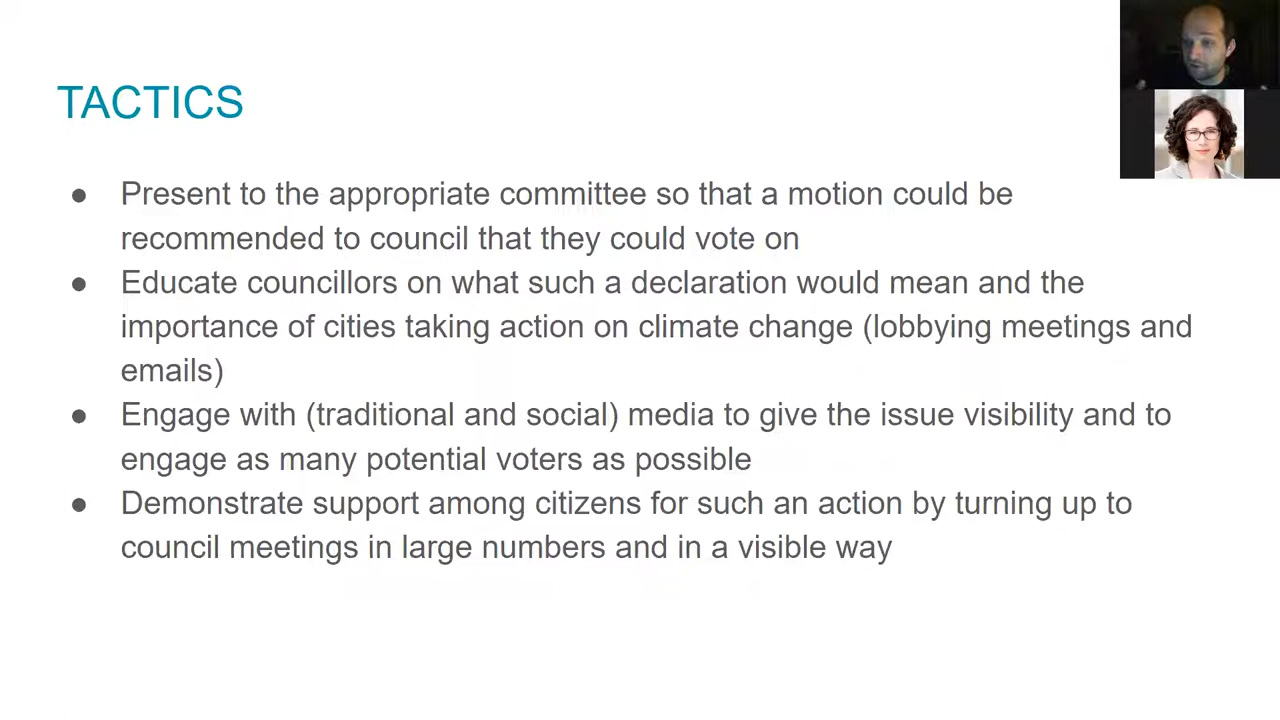 TACTICS
● Present to the appropriate committee so that a motion could be
recommended to council that they could vote on
● Educate councillors on what such a declaration would mean and the
importance of cities taking action on climate change (lobbying meetings and
emails)
● Engage with (traditional and social) media to give the issue visibility and to
engage as many potential voters as possible
● Demonstrate support among citizens for such an action by turning up to
council meetings in large numbers and in a visible way